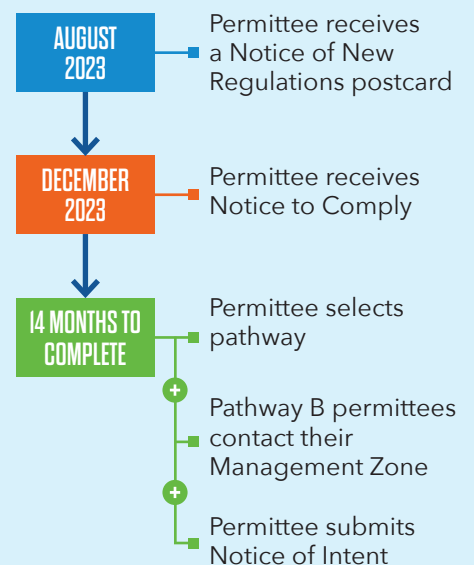 AUGUST
2023
Permittee receives
a Notice of New
Regulations postcard
DECEMBER
2023
Permittee receives
Notice to Comply
14 MONTHS TO
COMPLETE
Permittee selects
pathway
Pathway B permittees
contact their
Management Zone
Permittee submits
Notice of Intent